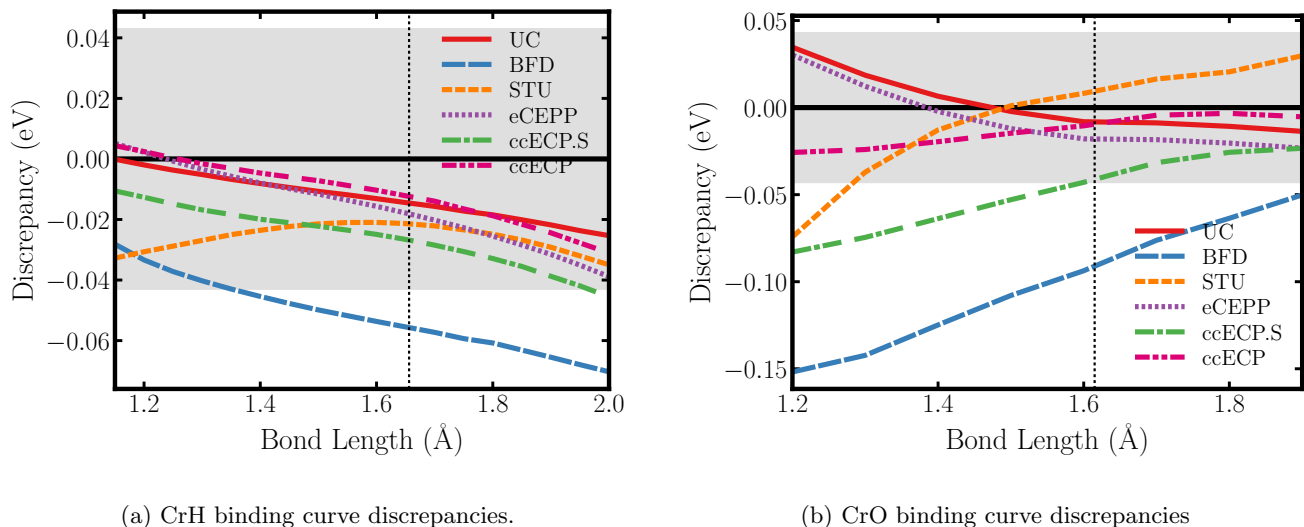 0.04
0.02
0.00
−0.02
−0.04
−0.06
Discrepancy (eV)
UC
BFD
STU
eCEPP
ccECP.S
ccECP
1.2 1.4 1.6 1.8 2.0
Bond Length (Å)
(a) CrH binding curve discrepancies.
0.05
0.00
−0.05
−0.10
−0.15
Discrepancy (eV)
UC
BFD
STU
eCEPP
ccECP.S
ccECP
1.2 1.4 1.6 1.8
Bond Length (Å)
(b) CrO binding curve discrepancies